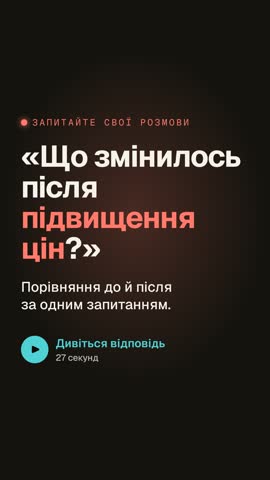 ЗАПИТАЙТЕ СВОЇ РОЗМОВИ
«Що змінилось
після
підвищення
цін?»
Порівняння до й після
за одним запитанням.
Дивіться відповідь
27 секунд